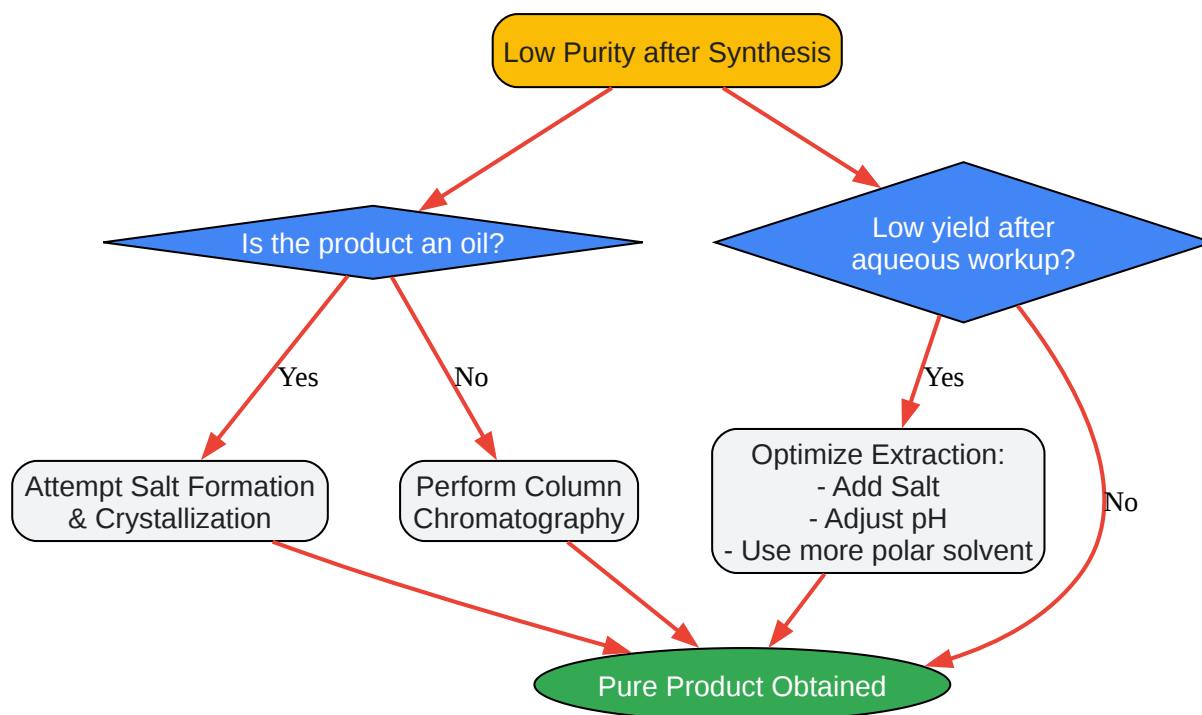 Low Purity after Synthesis
Is the product an oil?
Low yield after
aqueous workup?
Yes
No
Yes
No
Attempt Salt Formation
& Crystallization
Perform Column
Chromatography
Optimize Extraction:
- Add Salt
- Adjust pH
- Use more polar solvent
Pure Product Obtained